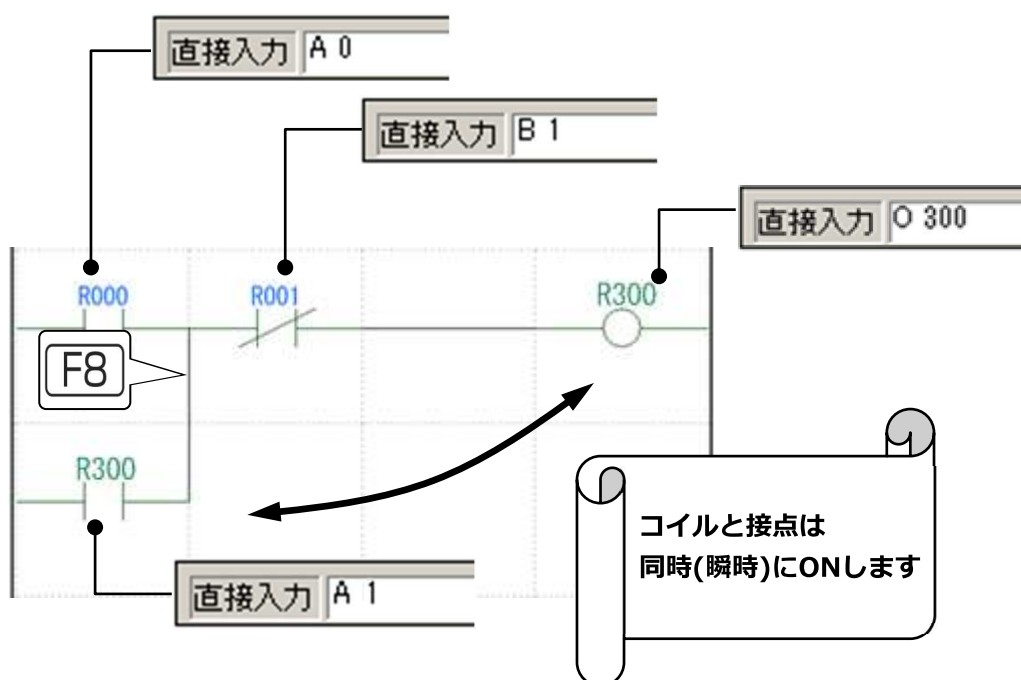 直接入力 A 0
直接入力 B 1
直接入力 O 300
R000
R001
R300
F8
R300
コイルと接点は
同時(瞬時)にONします
直接入力 A 1